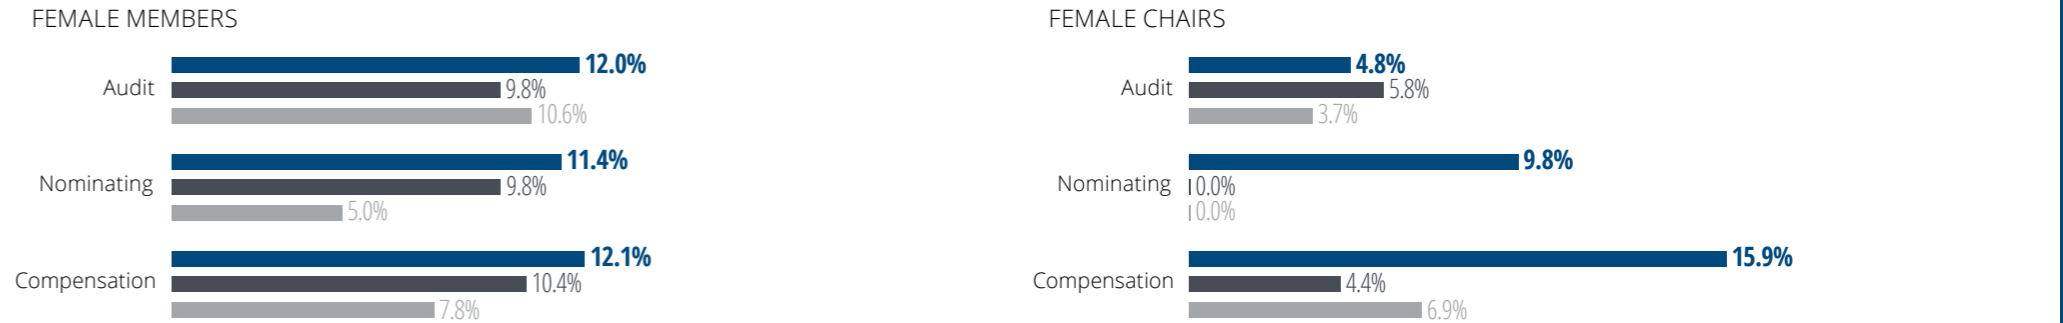 FEMALE MEMBERS
Audit
12.0%
9.8%
10.6%
Nominating
11.4%
9.8%
5.0%
Compensation
12.1%
10.4%
7.8%
FEMALE CHAIRS
Audit
4.8%
5.8%
3.7%
Nominating
9.8%
0.0%
0.0%
Compensation
15.9%
4.4%
6.9%